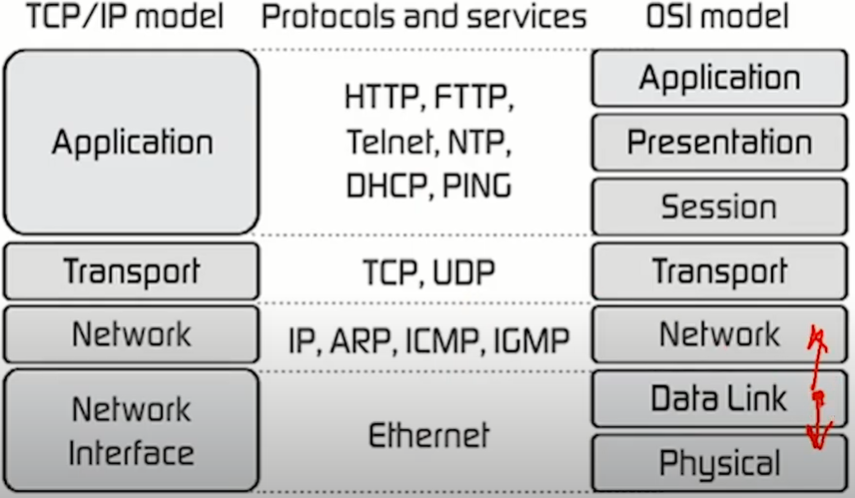 TCP/IP model Protocols and services OSI model
Application
HTTP, FTTP,
Telnet, NTP,
DHCP, PING
Application
Presentation
Session
Transport
TCP, UDP
Transport
Network
IP, ARP, ICMP, IGMP
Network
Network
Interface
Ethernet
Data Link
Physical